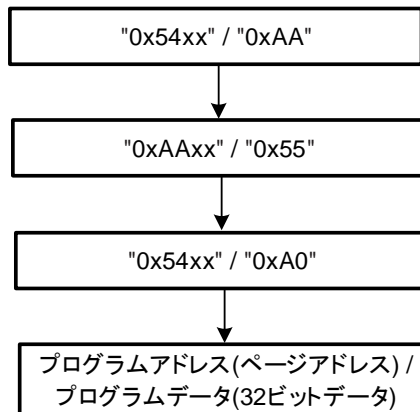 "0x54xx" / "0xAA"
"0xAAxx" / "0x55"
"0x54xx" / "0xA0"
プログラムアドレス(ページアドレス) /
プログラムデータ(32ビットデータ)